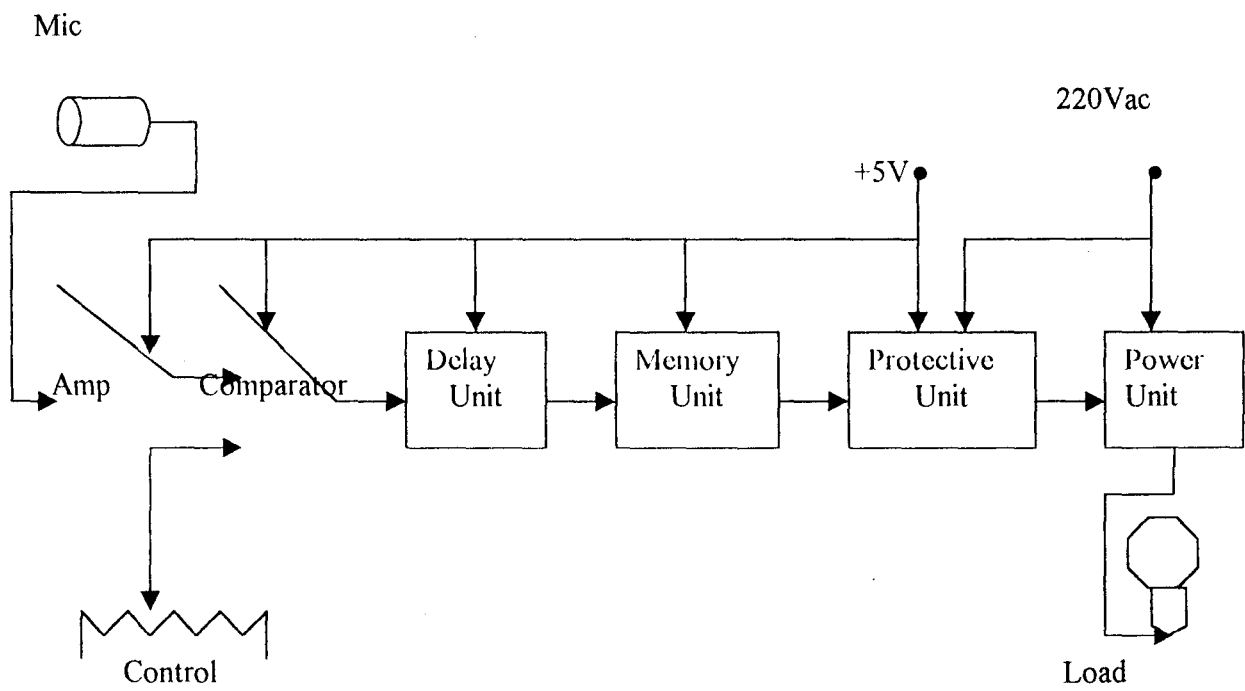 Mic
220Vac
+5V
Amp
Comparator
Delay
Unit
Memory
Unit
Protective
Unit
Power
Unit
Control
Load